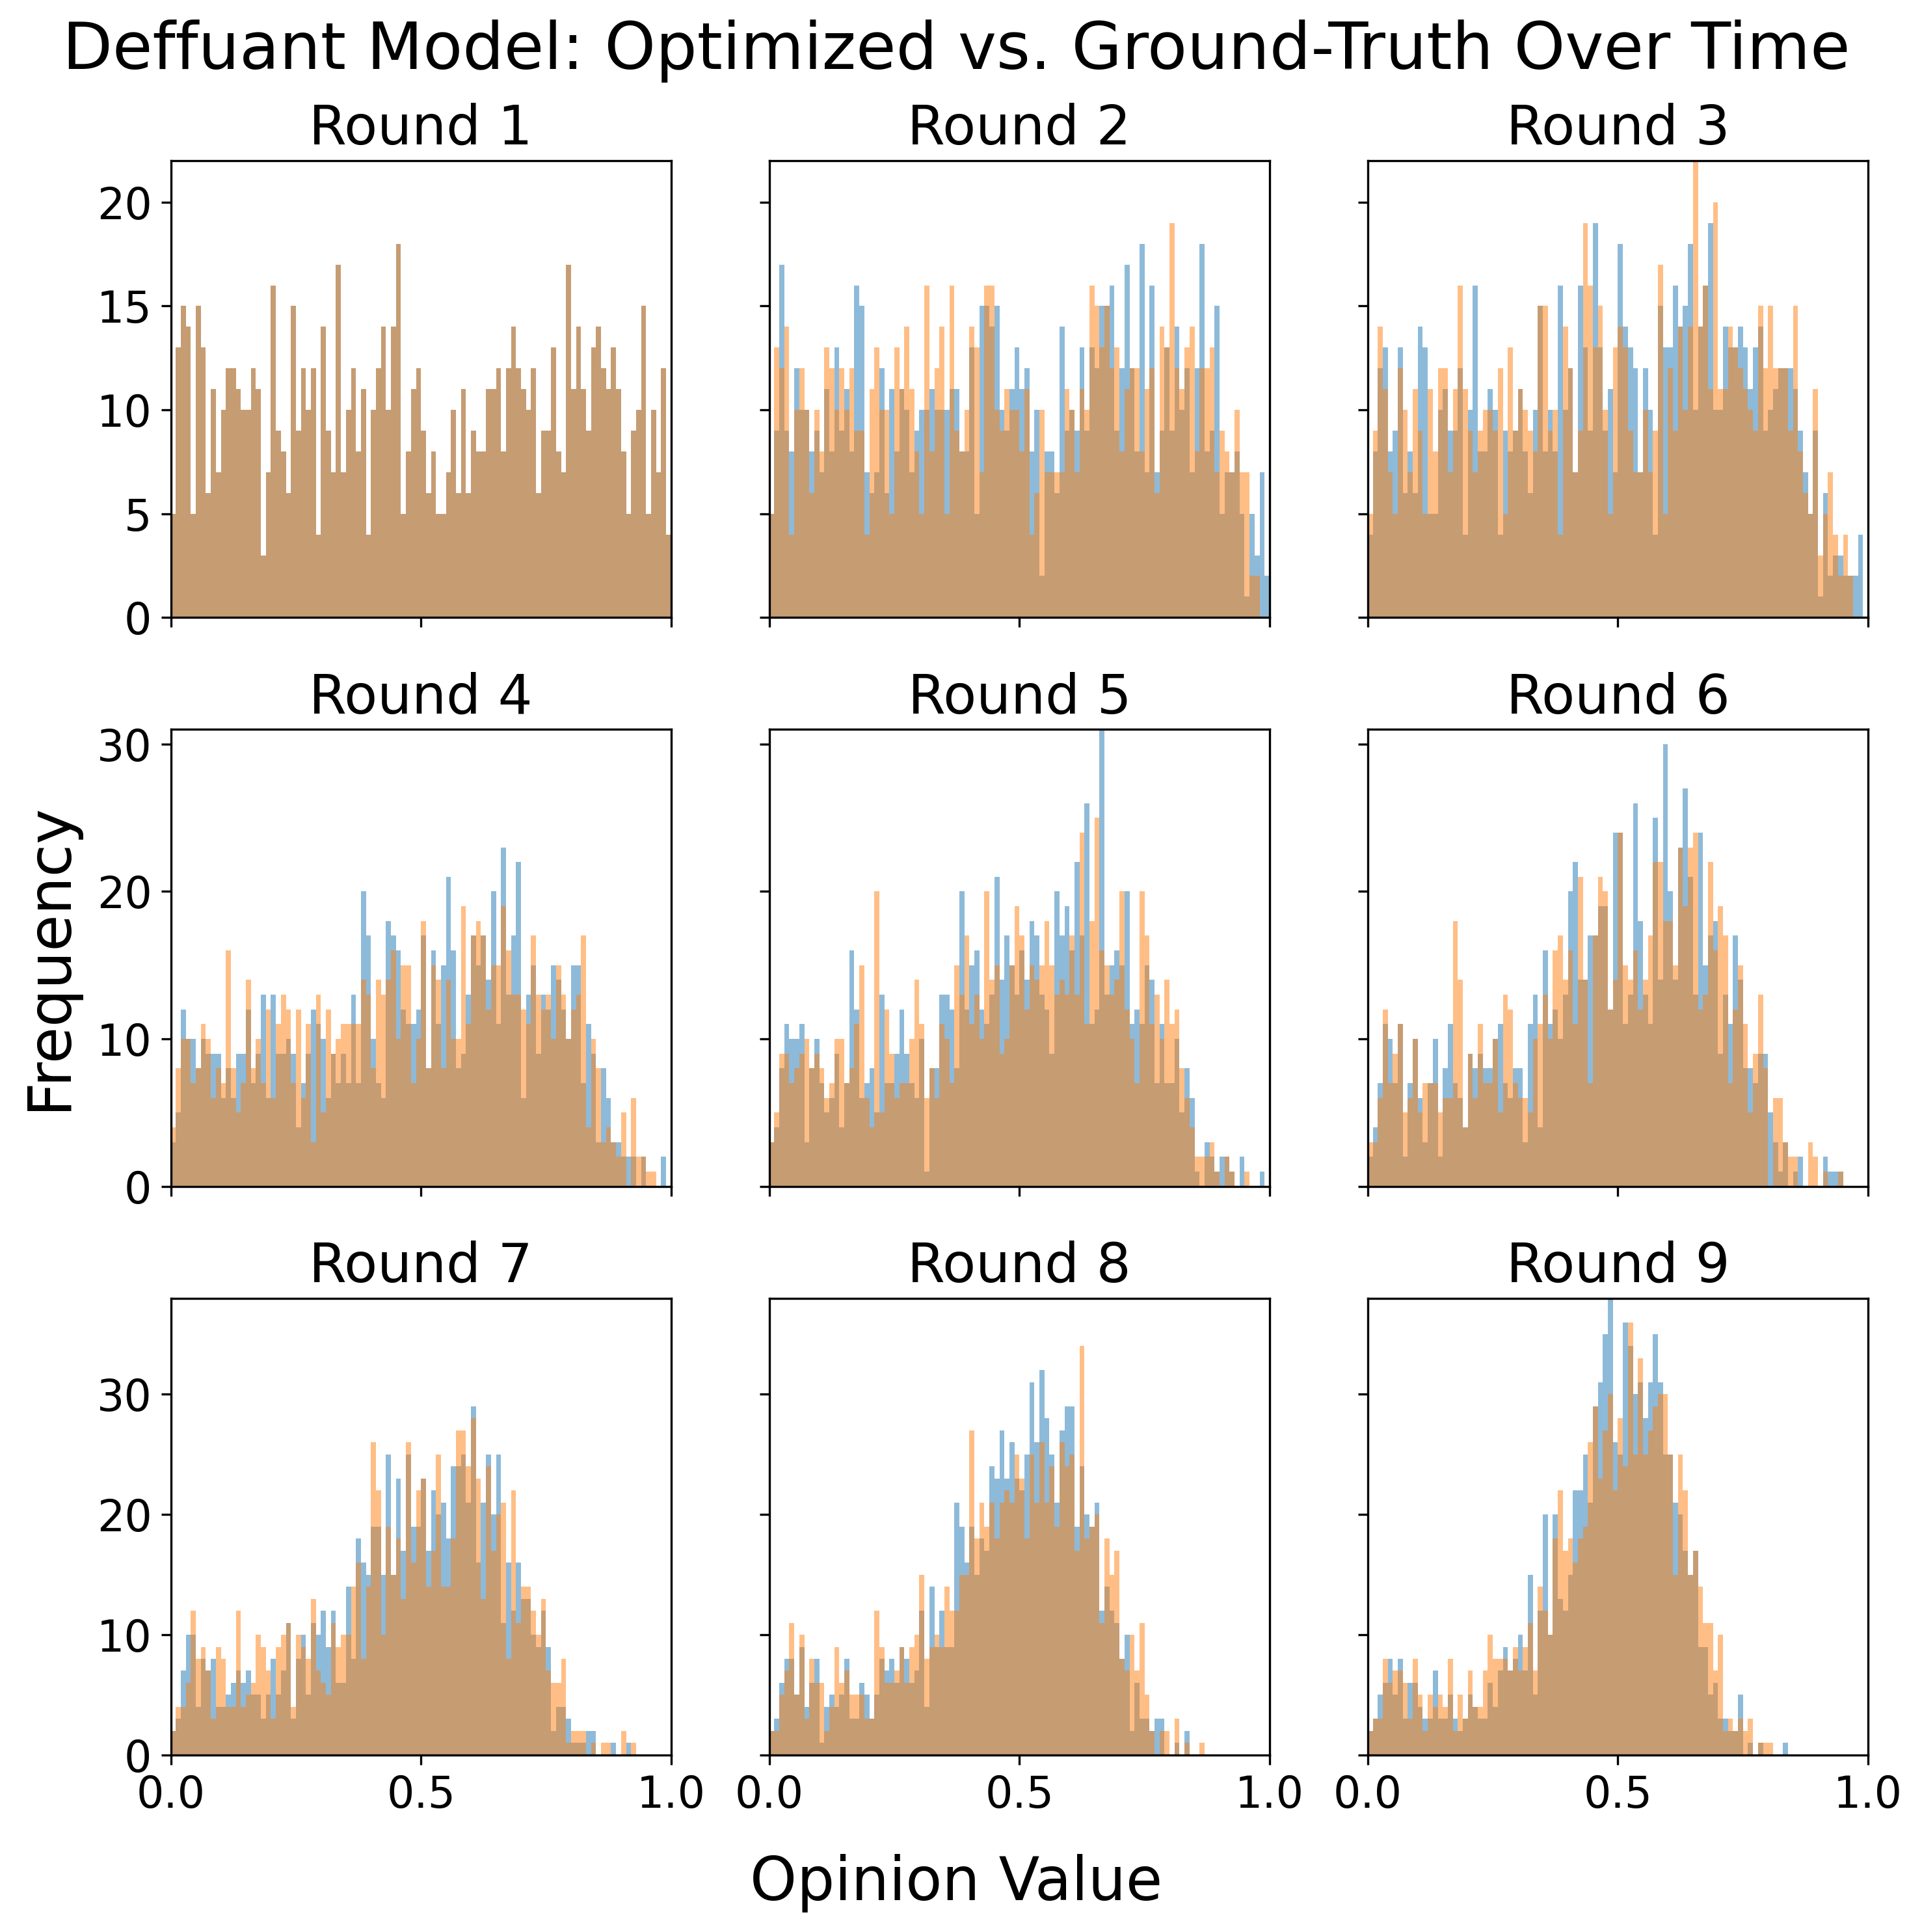 Deffuant Model: Optimized vs. Ground-Truth Over Time
Round 1
Round 2
Round 3
20
15
10
5
0
Round 4
Round 5
Round 6
30
20
10
0
Frequency
Round 7
Round 8
Round 9
30
20
10
0
0.0 0.5 1.0 0.0 0.5 1.0 0.0 0.5 1.0
Opinion Value